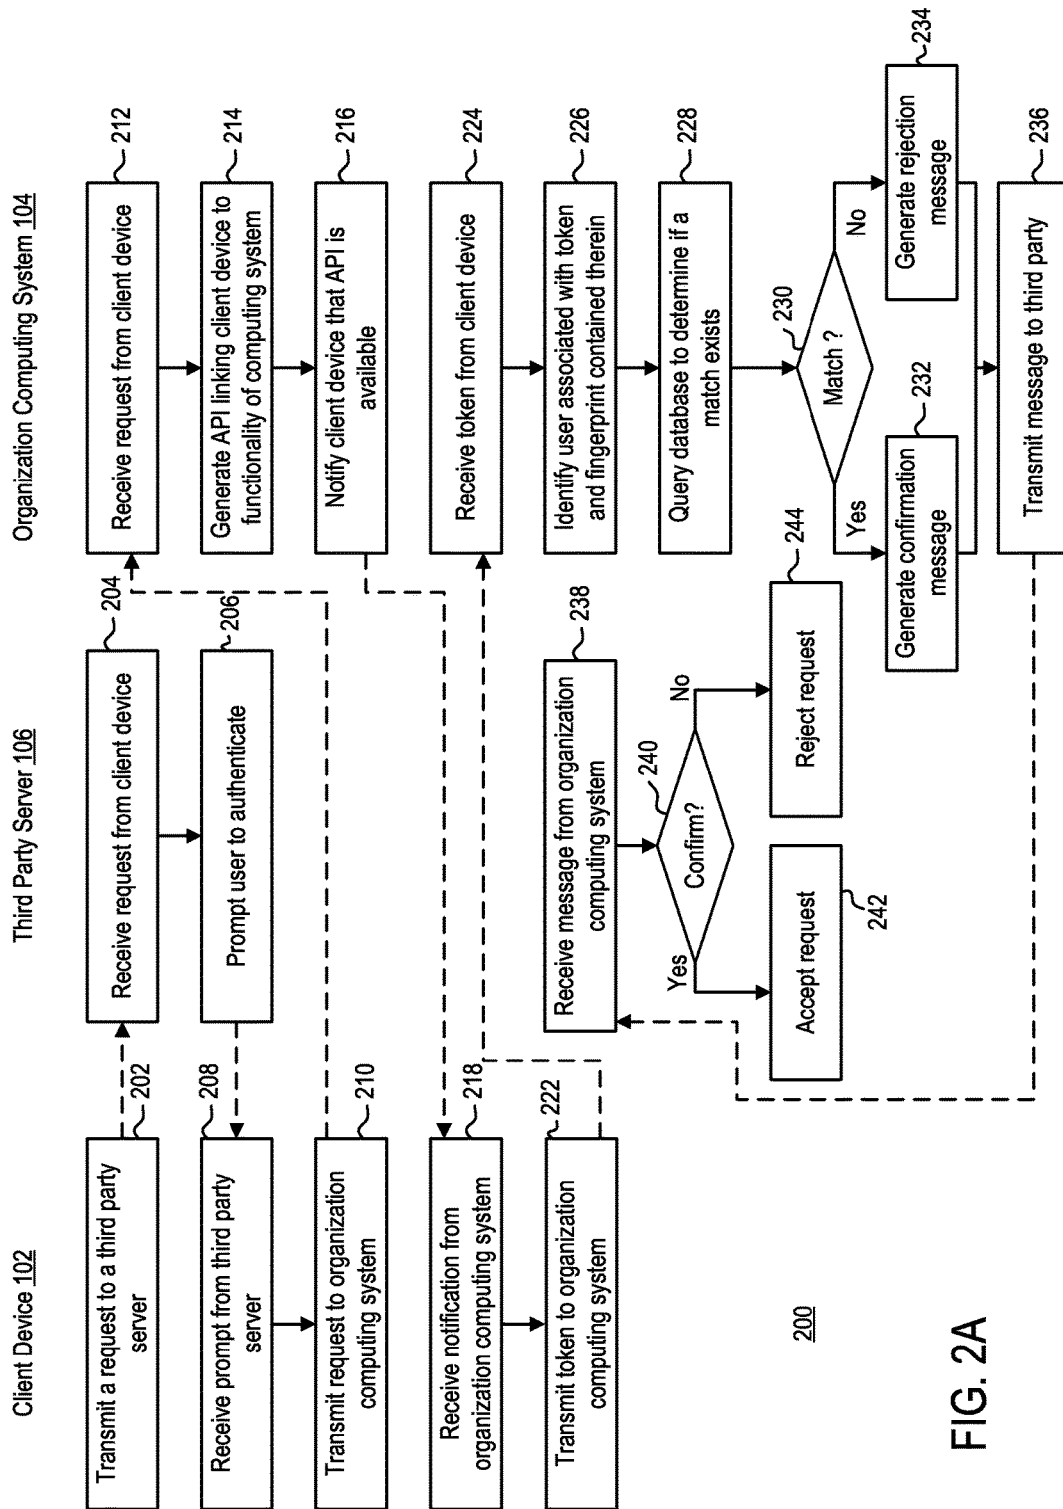 Client Device 102
Transmit a request to a third party
server
202
Receive prompt from third party
server
208
Transmit request to organization
computing system
210
Receive notification from
organization computing system
218
Transmit token to organization
computing system
222
Third Party Server 106
Receive request from client device
204
Prompt user to authenticate
206
Receive message from organization
computing system
238
Confirm?
240
Yes
No
Accept request
242
Reject request
244
Organization Computing System 104
Receive request from client device
212
Generate API linking client device to
functionality of computing system
214
Notify client device that API is
available
216
Receive token from client device
224
Identify user associated with token
and fingerprint contained therein
226
Query database to determine if a
match exists
228
Match ?
230
Yes
No
Generate confirmation
message
232
Generate rejection
message
234
Transmit message to third party
236
200
FIG. 2A